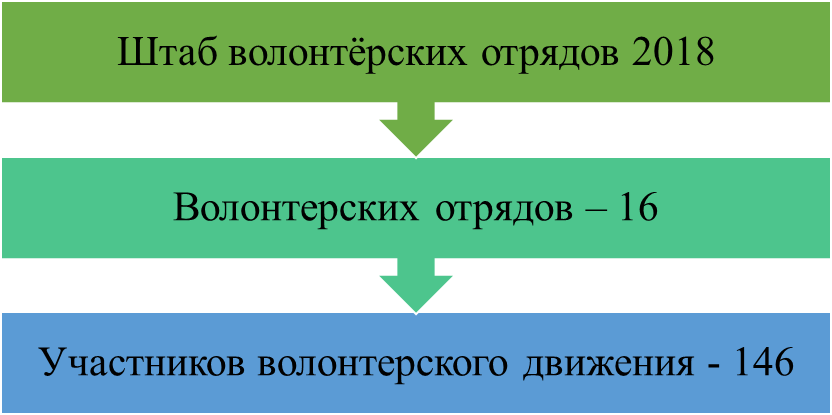 Штаб волонтёрских отрядов 2018
Волонтерских отрядов – 16
Участников волонтерского движения - 146